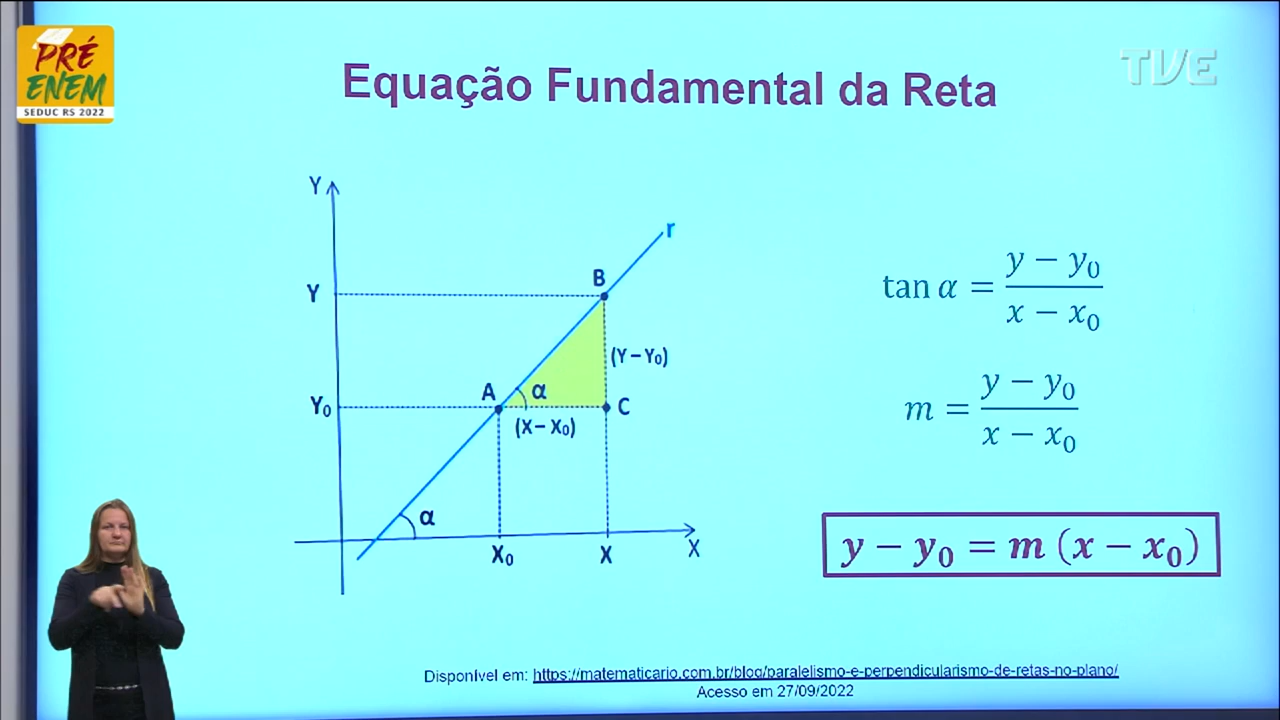 PRÉ
ENEM
SEDUC RS 2022
TVE
Equação Fundamental da Reta
Y
r
B
Y
(Y – Y₀)
A
α
Y₀
C
(X – X₀)
α
X₀
X
X
tan α = (y − y₀)/(x − x₀)
m = (y − y₀)/(x − x₀)
y − y₀ = m (x − x₀)
Disponível em: https://matematicario.com.br/blog/paralelismo-e-perpendicularismo-de-retas-no-plano/
Acesso em 27/09/2022